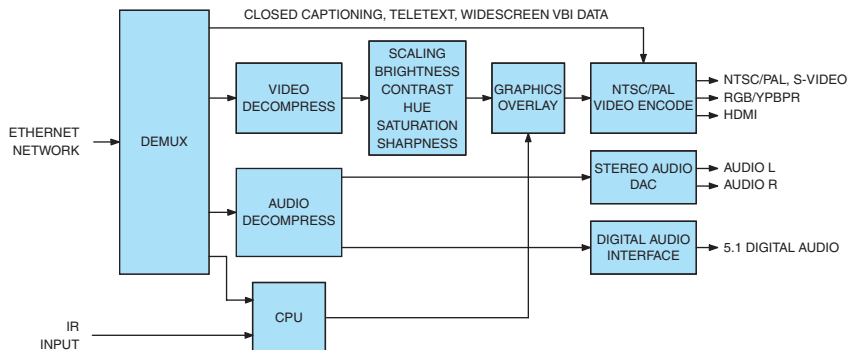 CLOSED CAPTIONING, TELETEXT, WIDESCREEN VBI DATA
ETHERNET
NETWORK
DEMUX
VIDEO
DECOMPRESS
SCALING
BRIGHTNESS
CONTRAST
HUE
SATURATION
SHARPNESS
GRAPHICS
OVERLAY
NTSC/PAL
VIDEO ENCODE
NTSC/PAL, S-VIDEO
RGB/YPBPR
HDMI
AUDIO
DECOMPRESS
STEREO AUDIO
DAC
AUDIO L
AUDIO R
DIGITAL AUDIO
INTERFACE
5.1 DIGITAL AUDIO
IR
INPUT
CPU